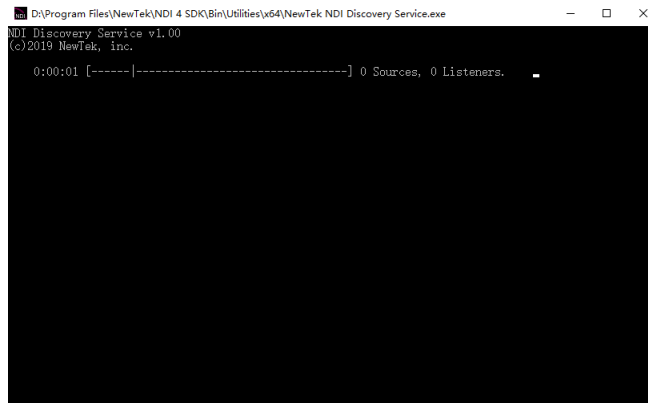 NDI D:\Program Files\NewTek\NDI 4 SDK\Bin\Utilities\x64\NewTek NDI Discovery Service.exe
NDI Discovery Service v1.00
(c)2019 NewTek, inc.
0:00:01 [------|---------------------------------] 0 Sources, 0 Listeners.